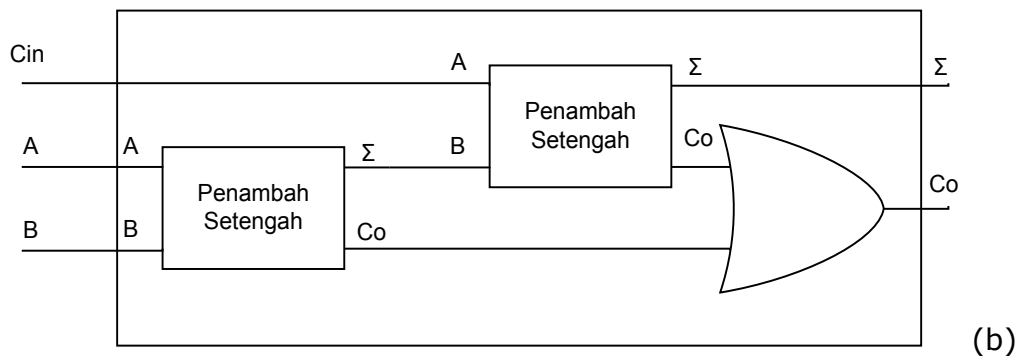 Cin
A
Σ
Σ
Penambah
Setengah
A
A
Σ
B
Co
Penambah
Setengah
Co
B
B
Co
(b)